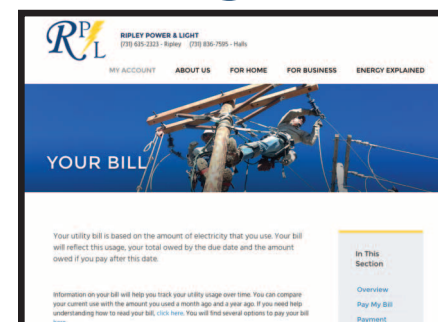 RPL
RIPLEY POWER & LIGHT
(731) 635-2323 - Ripley (731) 836-7595 - Halls
MY ACCOUNT ABOUT US FOR HOME FOR BUSINESS ENERGY EXPLAINED
YOUR BILL
Your utility bill is based on the amount of electricity that you use. Your bill
will reflect this usage, your total owed by the due date and the amount
owed if you pay after this date.
In This
Section
Information on your bill will help you track your utility usage over time. You can compare
your current use with the amount you used a month ago and a year ago. If you need help
understanding how to read your bill, click here. You will find several options to pay your bill
Overview
Pay My Bill
Payment